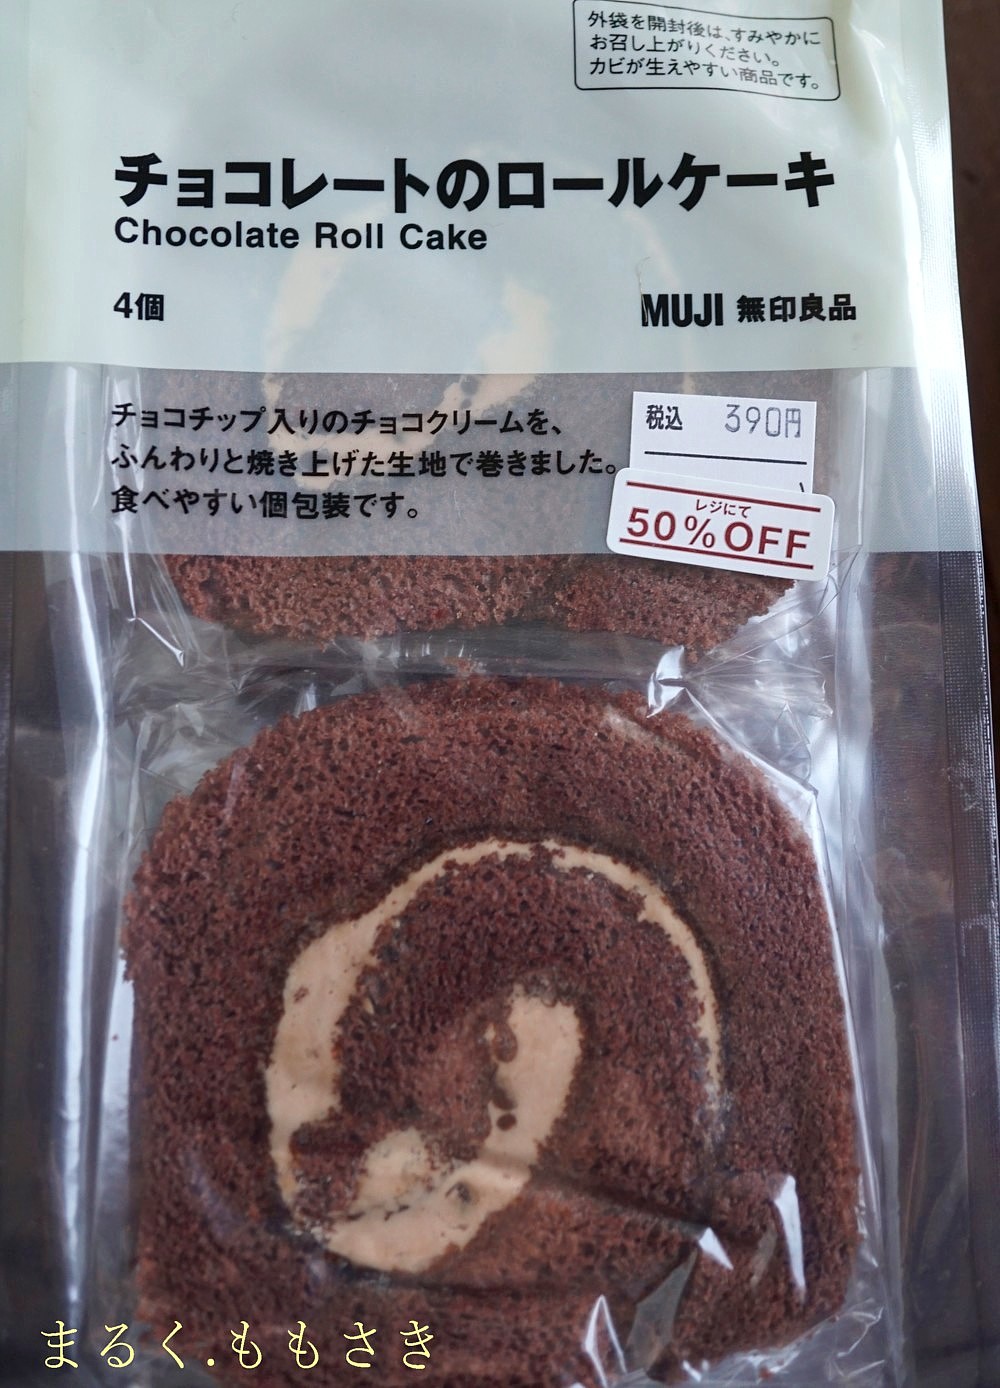 外袋を開封後は、すみやかに
お召し上がりください。
カビが生えやすい商品です。
チョコレートのロールケーキ
Chocolate Roll Cake
4個
MUJI 無印良品
チョコチップ入りのチョコクリームを、
ふんわりと焼き上げた生地で巻きました。
食べやすい個包装です。
税込 390円
レジにて
50%OFF
まるく.ももさき